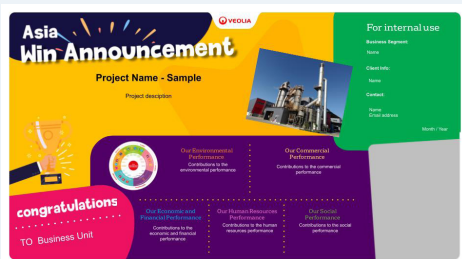 VEOLIA
Asia
Win Announcement
Project Name - Sample
Project desciption
For internal use
Business Segment:
Name
Client Info:
Name
Contact:
Name
Email address
Month / Year
Our Environmental
Performance
Contributions to the
environmental performance
Our Commercial
Performance
Contributions to the commercial
performance
congratulations
TO Business Unit
Our Economic and
Financial Performance
Contributions to the
economic and financial
performance
Our Human Resources
Performance
Contributions to the human
resources performance
Our Social
Performance
Contributions to the social
performance